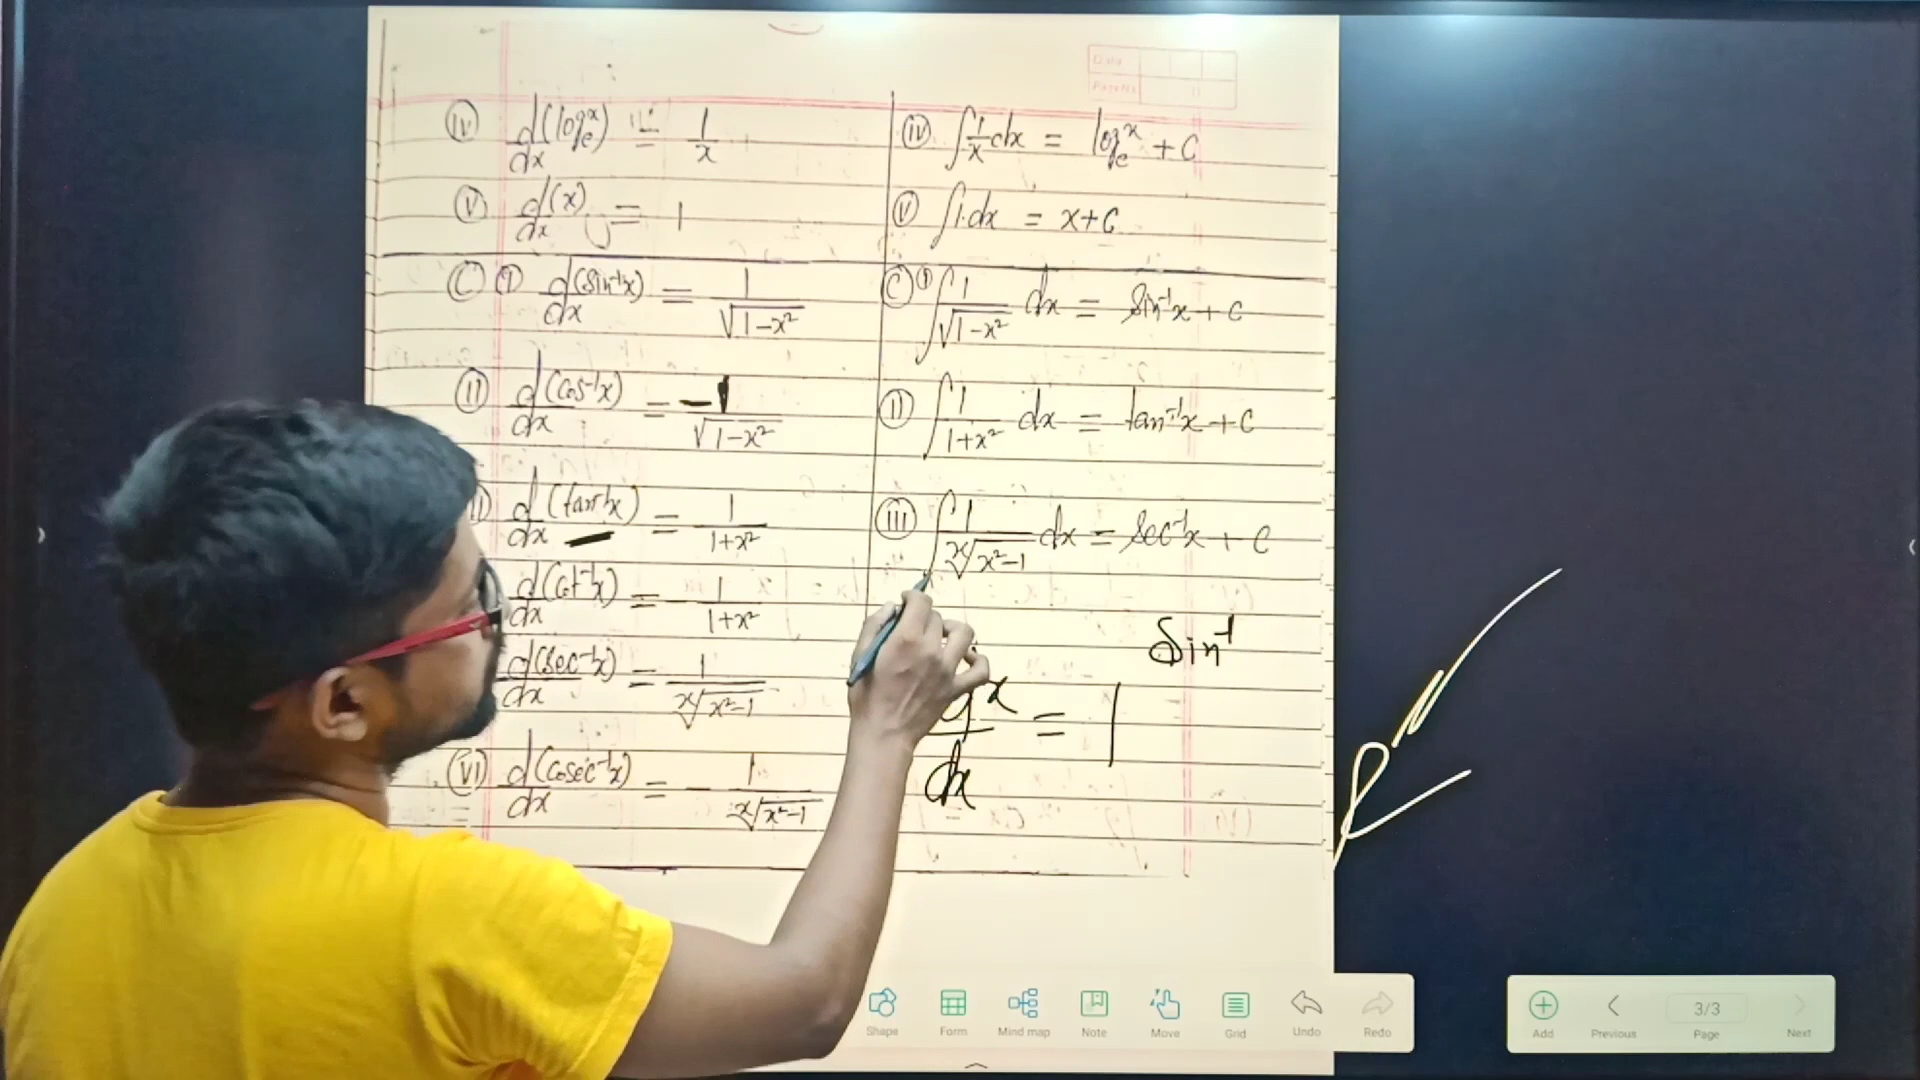 Date
Page No
(iv) d/dx (logₑx) = 1/x
(v) d/dx (x) = 1
(C) (i) d/dx (Sin⁻¹x) = 1/√(1-x²)
(ii) d/dx (Cos⁻¹x) = -1/√(1-x²)
d/dx (tan⁻¹x) = 1/(1+x²)
d/dx (Cot⁻¹x) = - 1/(1+x²)
d/dx (Sec⁻¹x) = 1/(x√(x²-1))
(vi) d/dx (Cosec⁻¹x) = - 1/(x√(x²-1))
(iv) ∫ 1/x dx = logₑx + C
(v) ∫ 1.dx = x+C
(C) (i) ∫ 1/√(1-x²) dx = Sin⁻¹x + C
(ii) ∫ 1/(1+x²) dx = tan⁻¹x + C
(iii) ∫ 1/(x√(x²-1)) dx = Sec⁻¹x + C
Sin⁻¹
x/dx = 1
Shape Form Mind map Note Move Grid Undo Redo
Add Previous 3/3 Page Next